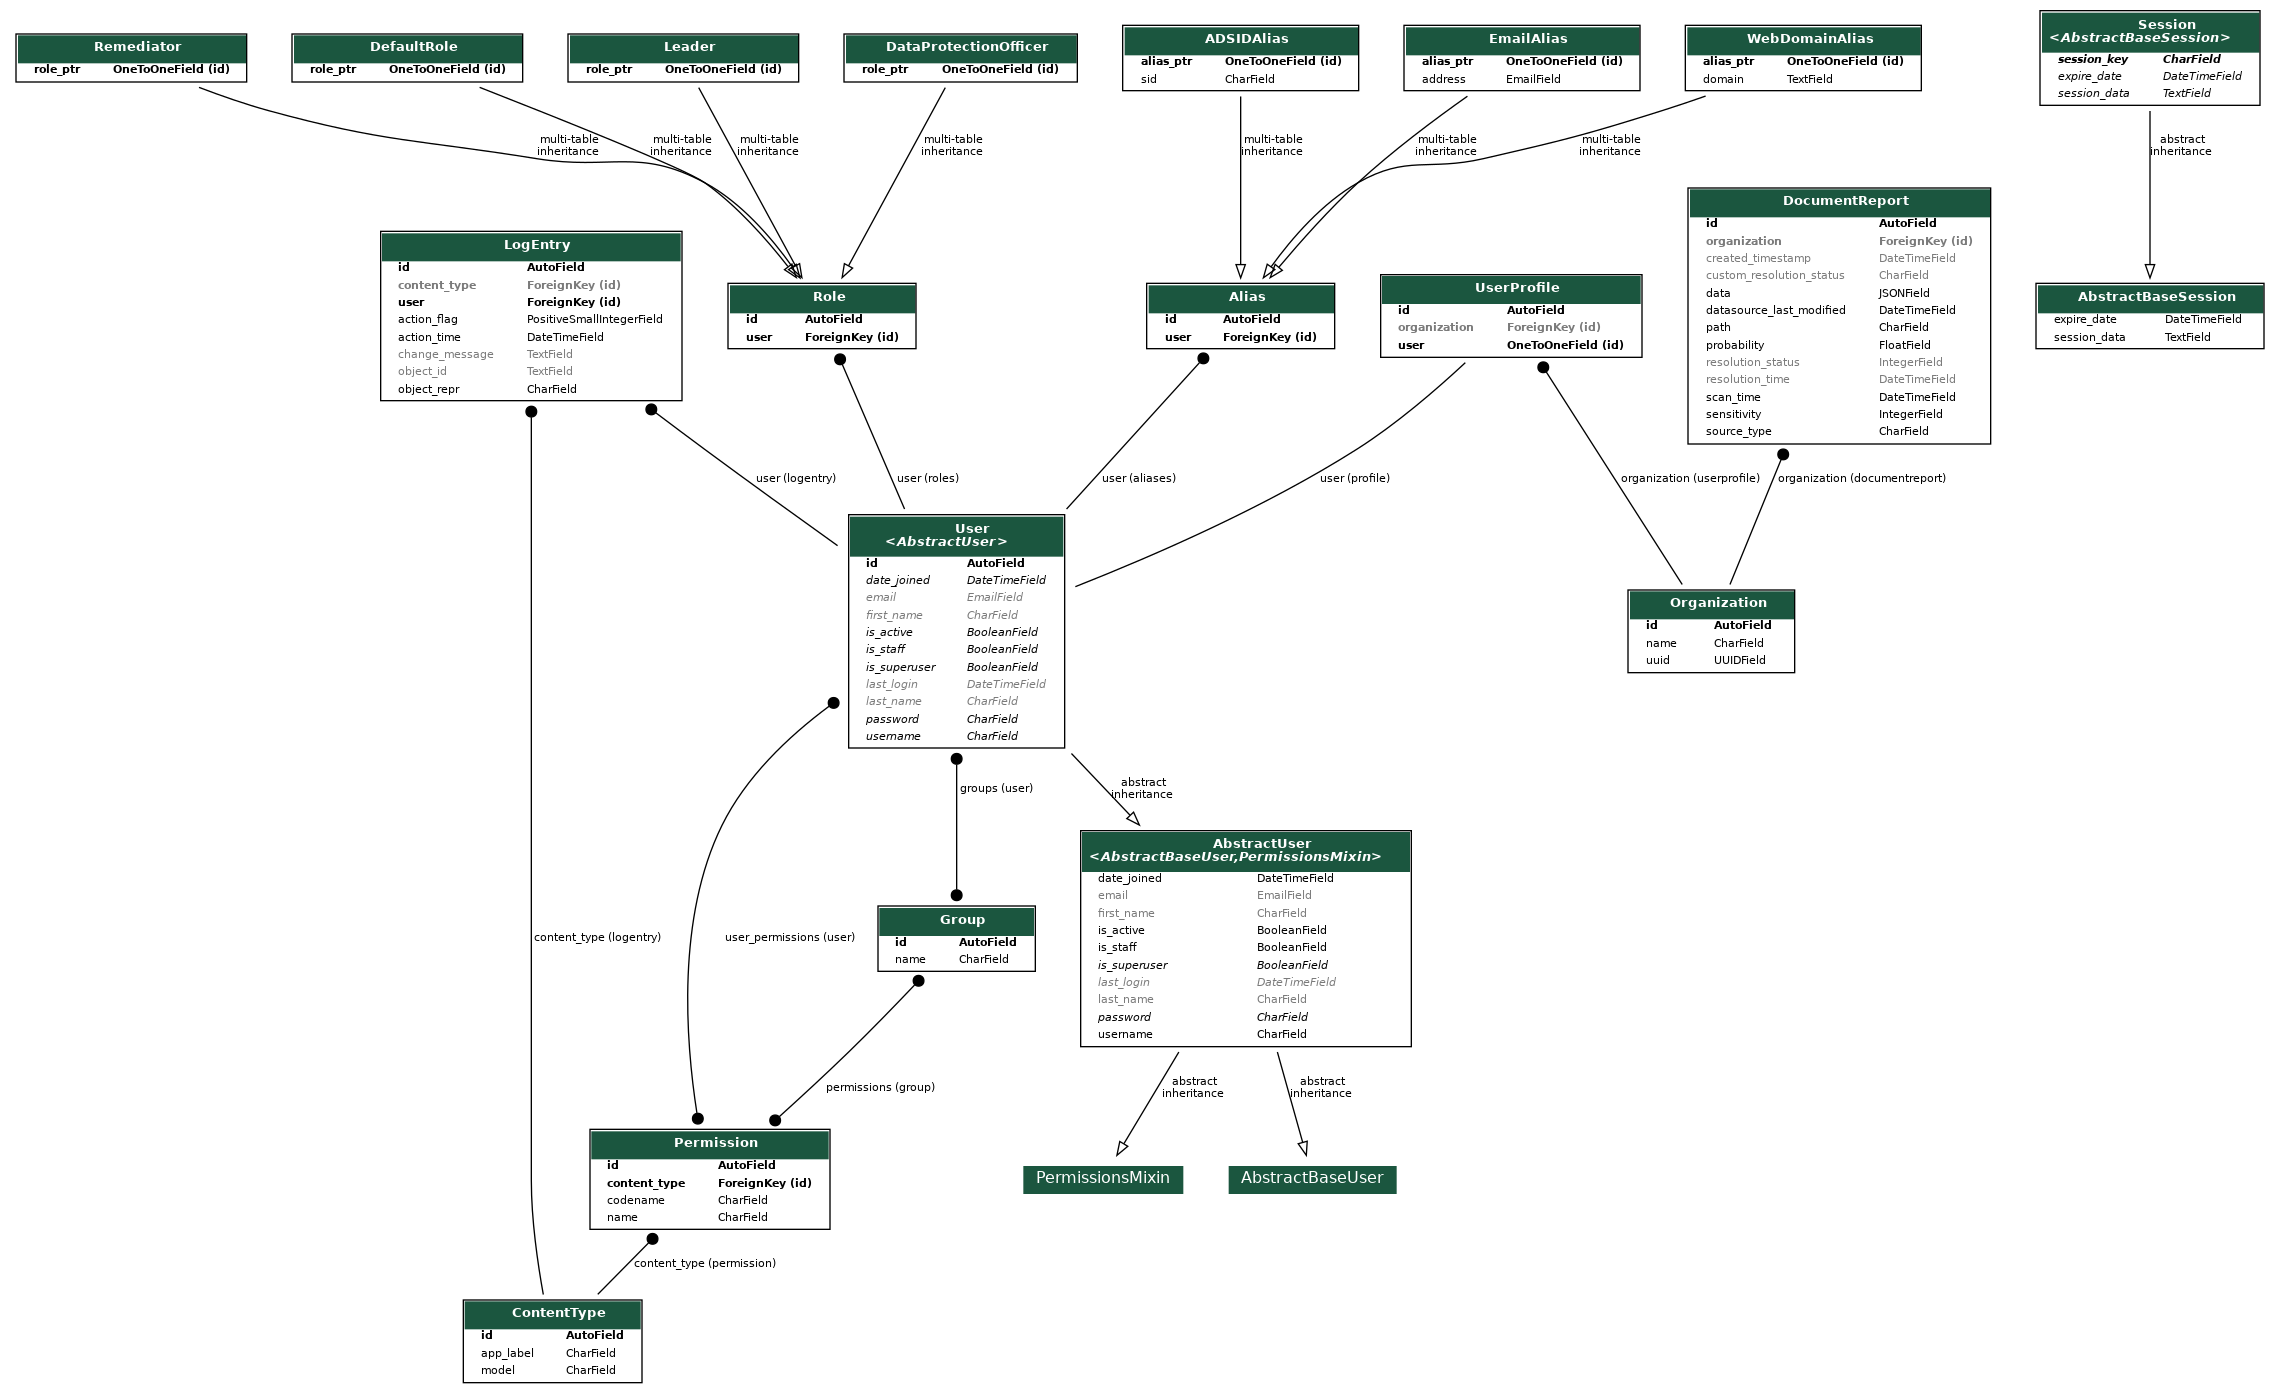 Remediator
role_ptr OneToOneField (id)
DefaultRole
role_ptr OneToOneField (id)
Leader
role_ptr OneToOneField (id)
DataProtectionOfficer
role_ptr OneToOneField (id)
ADSIDAlias
alias_ptr OneToOneField (id)
sid CharField
EmailAlias
alias_ptr OneToOneField (id)
address EmailField
WebDomainAlias
alias_ptr OneToOneField (id)
domain TextField
Session
<AbstractBaseSession>
session_key CharField
expire_date DateTimeField
session_data TextField
multi-table
inheritance
multi-table
inheritance
multi-table
inheritance
multi-table
inheritance
multi-table
inheritance
multi-table
inheritance
multi-table
inheritance
abstract
inheritance
LogEntry
id AutoField
content_type ForeignKey (id)
user ForeignKey (id)
action_flag PositiveSmallIntegerField
action_time DateTimeField
change_message TextField
object_id TextField
object_repr CharField
Role
id AutoField
user ForeignKey (id)
Alias
id AutoField
user ForeignKey (id)
UserProfile
id AutoField
organization ForeignKey (id)
user OneToOneField (id)
DocumentReport
id AutoField
organization ForeignKey (id)
created_timestamp DateTimeField
custom_resolution_status CharField
data JSONField
datasource_last_modified DateTimeField
path CharField
probability FloatField
resolution_status IntegerField
resolution_time DateTimeField
scan_time DateTimeField
sensitivity IntegerField
source_type CharField
AbstractBaseSession
expire_date DateTimeField
session_data TextField
user (logentry)
user (roles)
user (aliases)
user (profile)
organization (userprofile)
organization (documentreport)
User
<AbstractUser>
id AutoField
date_joined DateTimeField
email EmailField
first_name CharField
is_active BooleanField
is_staff BooleanField
is_superuser BooleanField
last_login DateTimeField
last_name CharField
password CharField
username CharField
Organization
id AutoField
name CharField
uuid UUIDField
groups (user)
abstract
inheritance
AbstractUser
<AbstractBaseUser,PermissionsMixin>
date_joined DateTimeField
email EmailField
first_name CharField
is_active BooleanField
is_staff BooleanField
is_superuser BooleanField
last_login DateTimeField
last_name CharField
password CharField
username CharField
content_type (logentry)
user_permissions (user)
Group
id AutoField
name CharField
permissions (group)
abstract
inheritance
abstract
inheritance
Permission
id AutoField
content_type ForeignKey (id)
codename CharField
name CharField
PermissionsMixin
AbstractBaseUser
content_type (permission)
ContentType
id AutoField
app_label CharField
model CharField